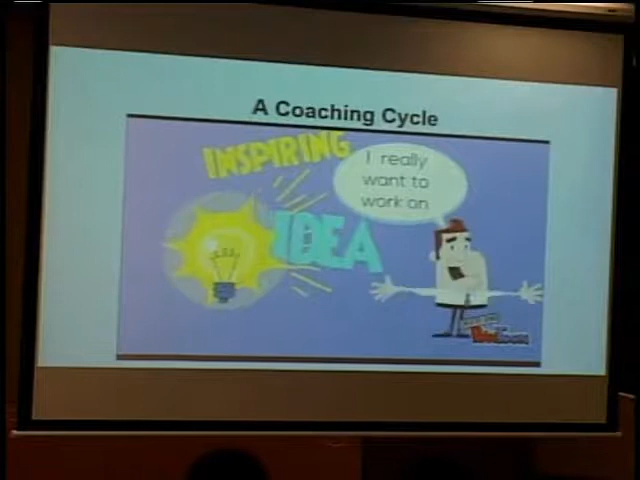 A Coaching Cycle
INSPIRING
IDEA
I really
want to
work on